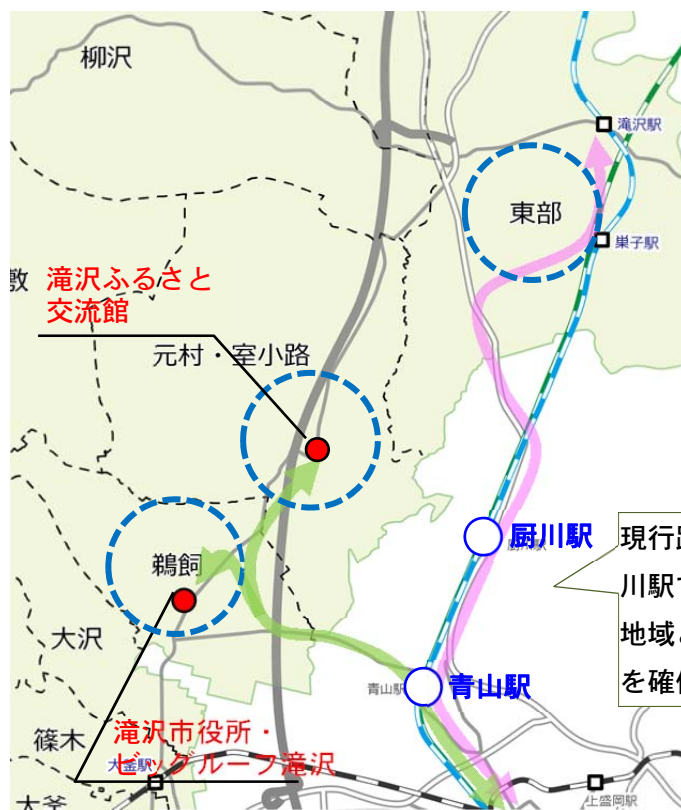 柳沢
滝沢駅
東部
巣子駅
敷
滝沢ふるさと
交流館
元村・室小路
厨川駅
現行
川駅
地域
を確
鵜飼
大沢
青山駅
青山駅
篠木
滝沢市役所・
ビッグルーフ滝沢
大釜駅
大釜
上盛岡駅